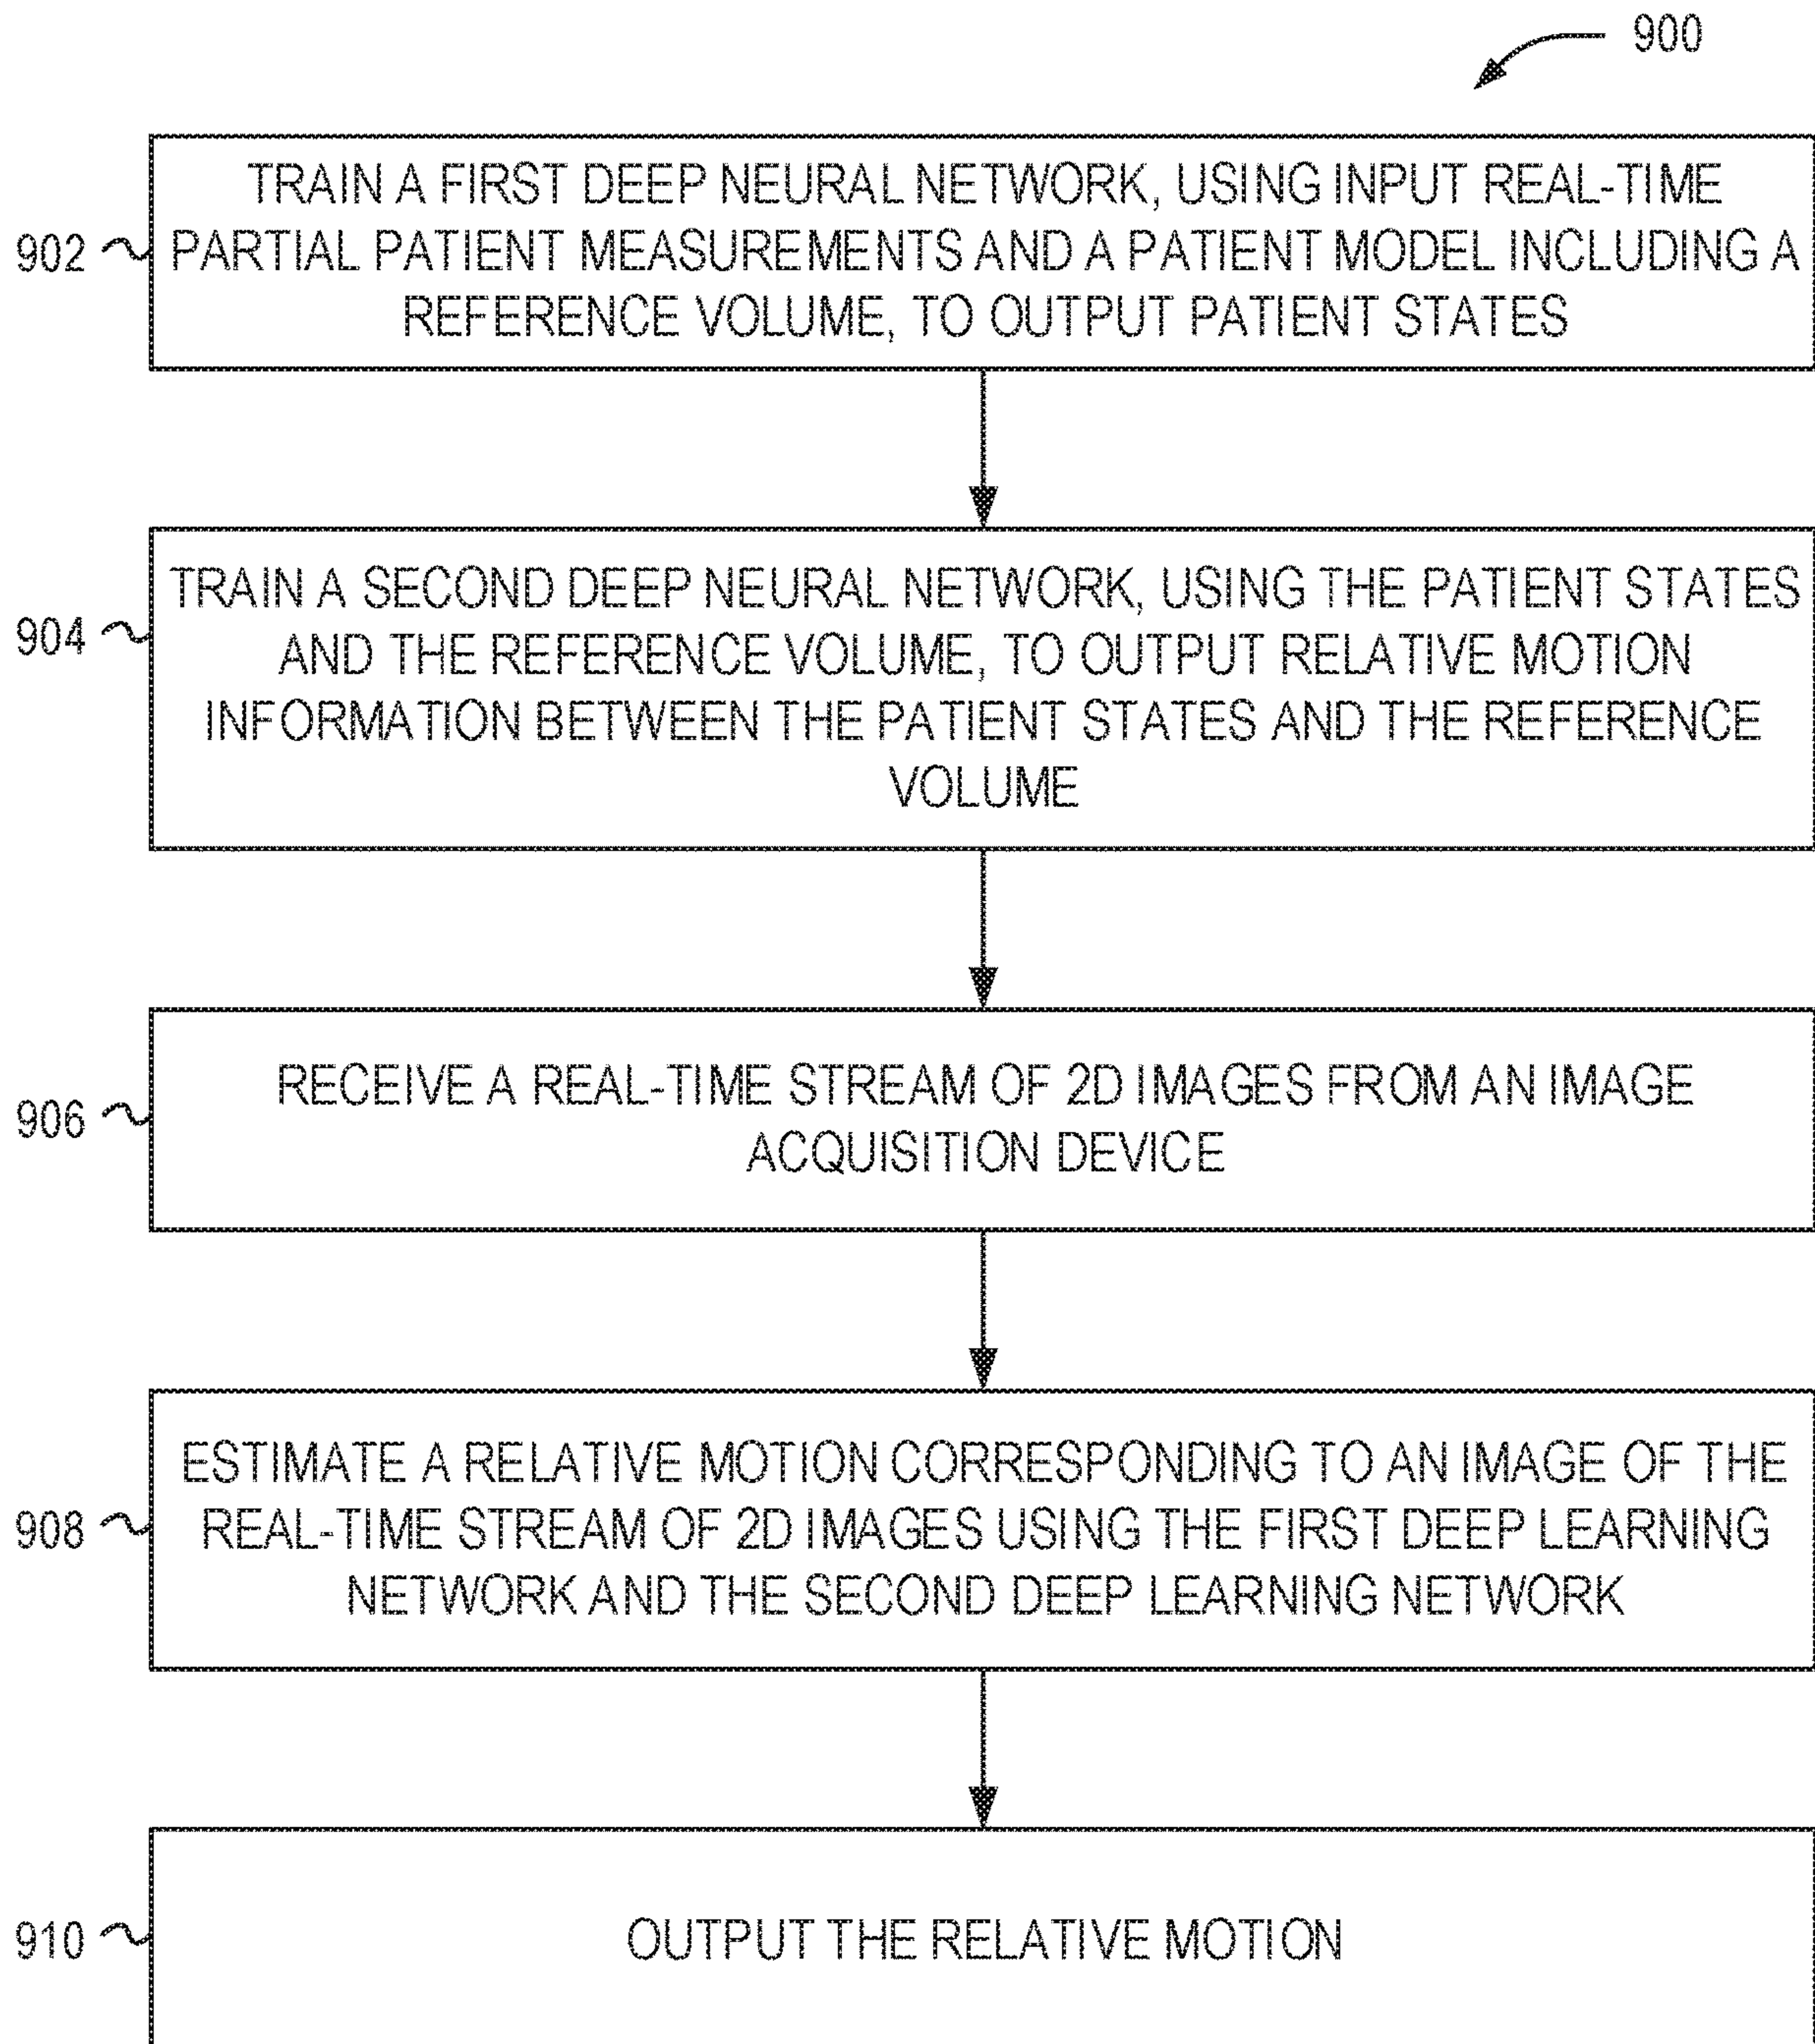 900
902
TRAIN A FIRST DEEP NEURAL NETWORK, USING INPUT REAL-TIME
PARTIAL PATIENT MEASUREMENTS AND A PATIENT MODEL INCLUDING A
REFERENCE VOLUME, TO OUTPUT PATIENT STATES
904
TRAIN A SECOND DEEP NEURAL NETWORK, USING THE PATIENT STATES
AND THE REFERENCE VOLUME, TO OUTPUT RELATIVE MOTION
INFORMATION BETWEEN THE PATIENT STATES AND THE REFERENCE
VOLUME
906
RECEIVE A REAL-TIME STREAM OF 2D IMAGES FROM AN IMAGE
ACQUISITION DEVICE
908
ESTIMATE A RELATIVE MOTION CORRESPONDING TO AN IMAGE OF THE
REAL-TIME STREAM OF 2D IMAGES USING THE FIRST DEEP LEARNING
NETWORK AND THE SECOND DEEP LEARNING NETWORK
910
OUTPUT THE RELATIVE MOTION